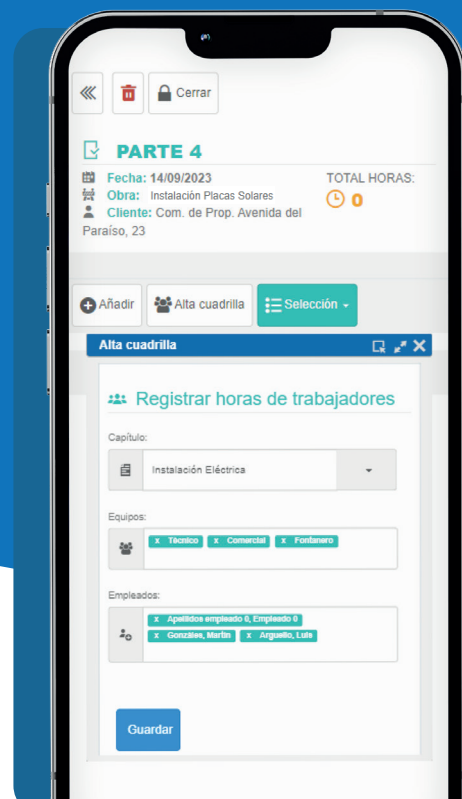 Cerrar
PARTE 4
Fecha: 14/09/2023
TOTAL HORAS:
Obra: Instalación Placas Solares
0
Cliente: Com. de Prop. Avenida del
Paraíso, 23
Añadir
Alta cuadrilla
Selección
Alta cuadrilla
Registrar horas de trabajadores
Capítulo:
Instalación Eléctrica
Equipos:
x Técnico x Comercial x Fontanero
Empleados:
x Apellidos empleado 0, Empleado 0
x Gonzáles, Martin x Arguello, Luis
Guardar